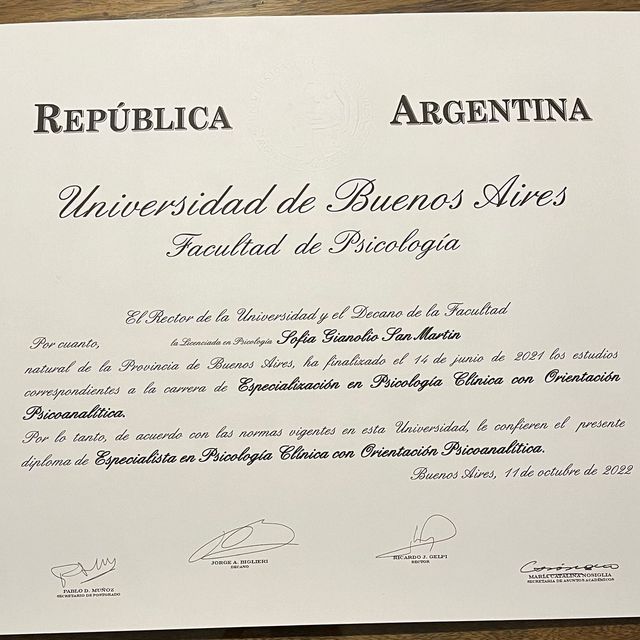 REPÚBLICA ARGENTINA
Universidad de Buenos Aires
Facultad de Psicología
El Rector de la Universidad y el Decano de la Facultad
Por cuanto, la Licenciada en Psicología Sofía Gianolio San Martín
natural de la Provincia de Buenos Aires, ha finalizado el 14 de junio de 2021 los estudios
correspondientes a la carrera de Especialización en Psicología Clínica con Orientación
Psicoanalítica.
Por lo tanto, de acuerdo con las normas vigentes en esta Universidad, le confieren el presente
diploma de Especialista en Psicología Clínica con Orientación Psicoanalítica.
Buenos Aires, 11 de octubre de 2022
PABLO D. MUÑOZ
SECRETARIO DE POSTGRADO
JORGE A. BIGLIERI
DECANO
RICARDO J. GELPI
RECTOR
MARÍA CATALINA NOSIGLIA
SECRETARIA DE ASUNTOS ACADÉMICOS